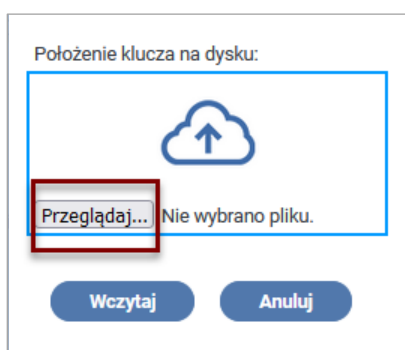 Położenie klucza na dysku:
Przeglądaj... Nie wybrano pliku.
Wczytaj Anuluj